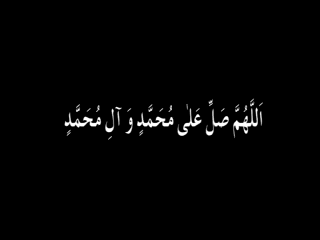 اَللَّهُمَّ صَلِّ عَلٰى مُحَمَّدٍ وَ آلِ مُحَمَّدٍ